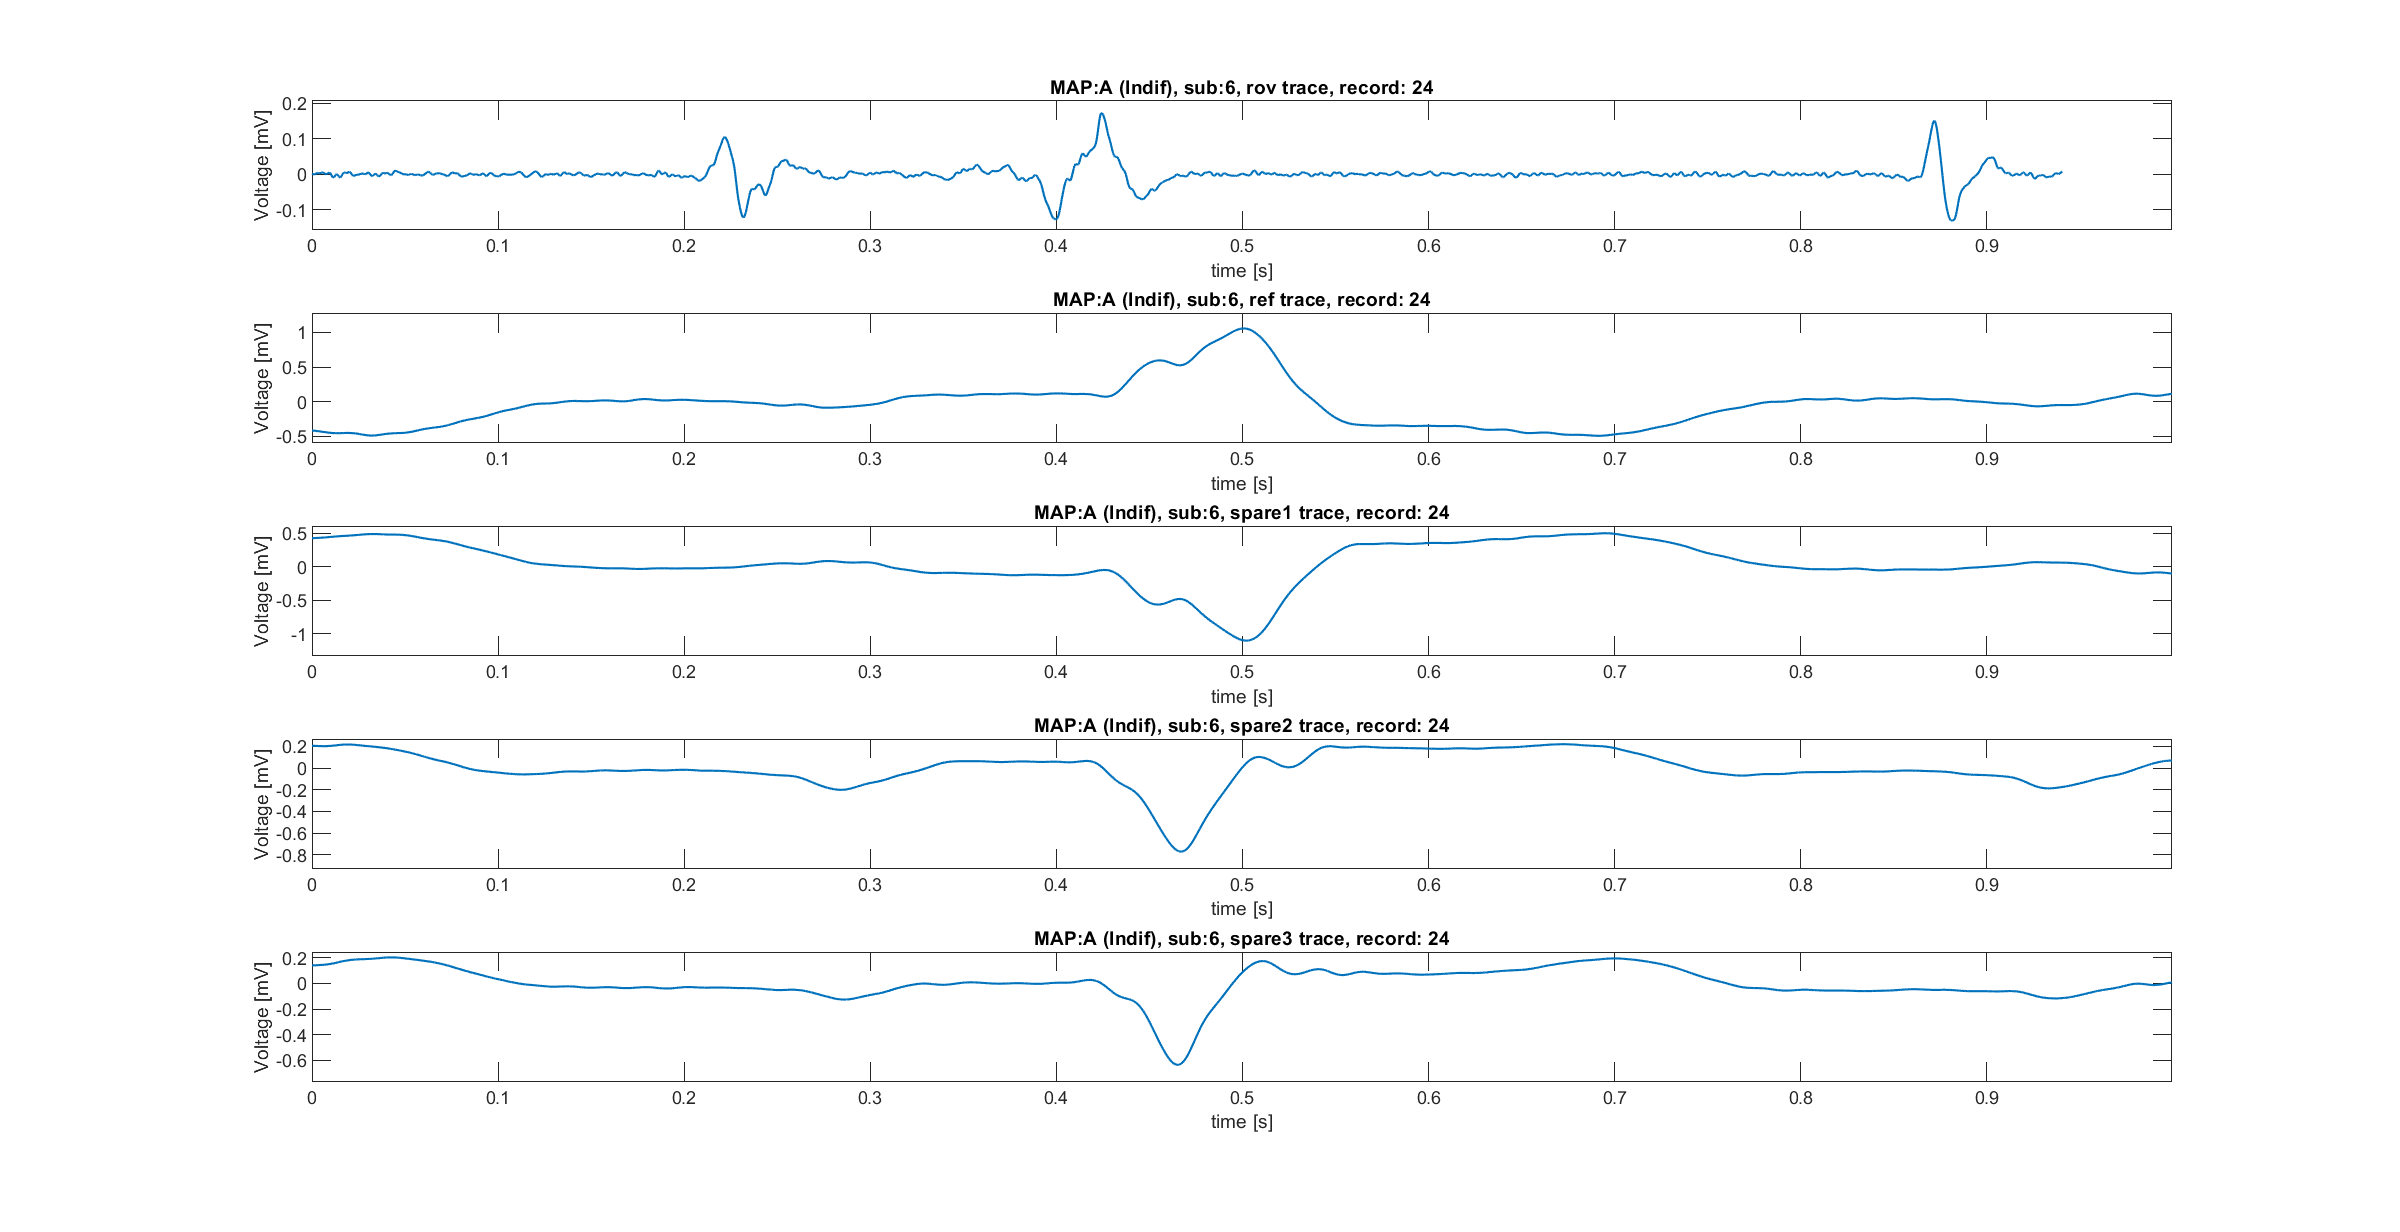 MAP:A (Indif), sub:6, rov trace, record: 24
Voltage [mV]
0.2
0.1
0
-0.1
0 0.1 0.2 0.3 0.4 0.5 0.6 0.7 0.8 0.9
time [s]
MAP:A (Indif), sub:6, ref trace, record: 24
Voltage [mV]
1
0.5
0
-0.5
0 0.1 0.2 0.3 0.4 0.5 0.6 0.7 0.8 0.9
time [s]
MAP:A (Indif), sub:6, spare1 trace, record: 24
Voltage [mV]
0.5
0
-0.5
-1
0 0.1 0.2 0.3 0.4 0.5 0.6 0.7 0.8 0.9
time [s]
MAP:A (Indif), sub:6, spare2 trace, record: 24
Voltage [mV]
0.2
0
-0.2
-0.4
-0.6
-0.8
0 0.1 0.2 0.3 0.4 0.5 0.6 0.7 0.8 0.9
time [s]
MAP:A (Indif), sub:6, spare3 trace, record: 24
Voltage [mV]
0.2
0
-0.2
-0.4
-0.6
0 0.1 0.2 0.3 0.4 0.5 0.6 0.7 0.8 0.9
time [s]